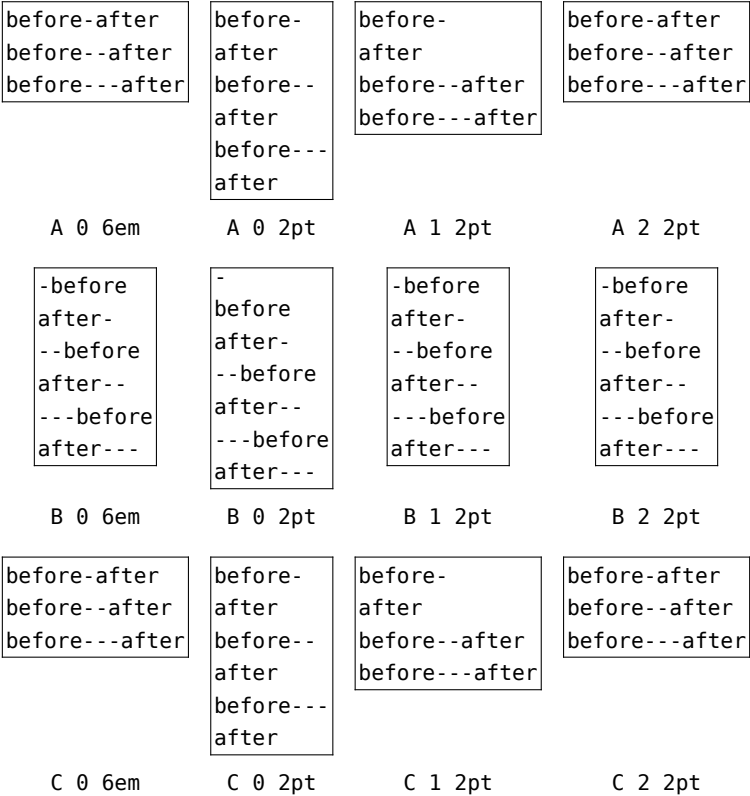 before-after
before--after
before---after
before-
after
before--
after
before---
after
before-
after
before--after
before---after
before-after
before--after
before---after
A 0 6em
A 0 2pt
A 1 2pt
A 2 2pt
-before
after-
--before
after--
---before
after---
-
before
after-
--before
after--
---before
after---
-before
after-
--before
after--
---before
after---
-before
after-
--before
after--
---before
after---
B 0 6em
B 0 2pt
B 1 2pt
B 2 2pt
before-after
before--after
before---after
before-
after
before--
after
before---
after
before-
after
before--after
before---after
before-after
before--after
before---after
C 0 6em
C 0 2pt
C 1 2pt
C 2 2pt